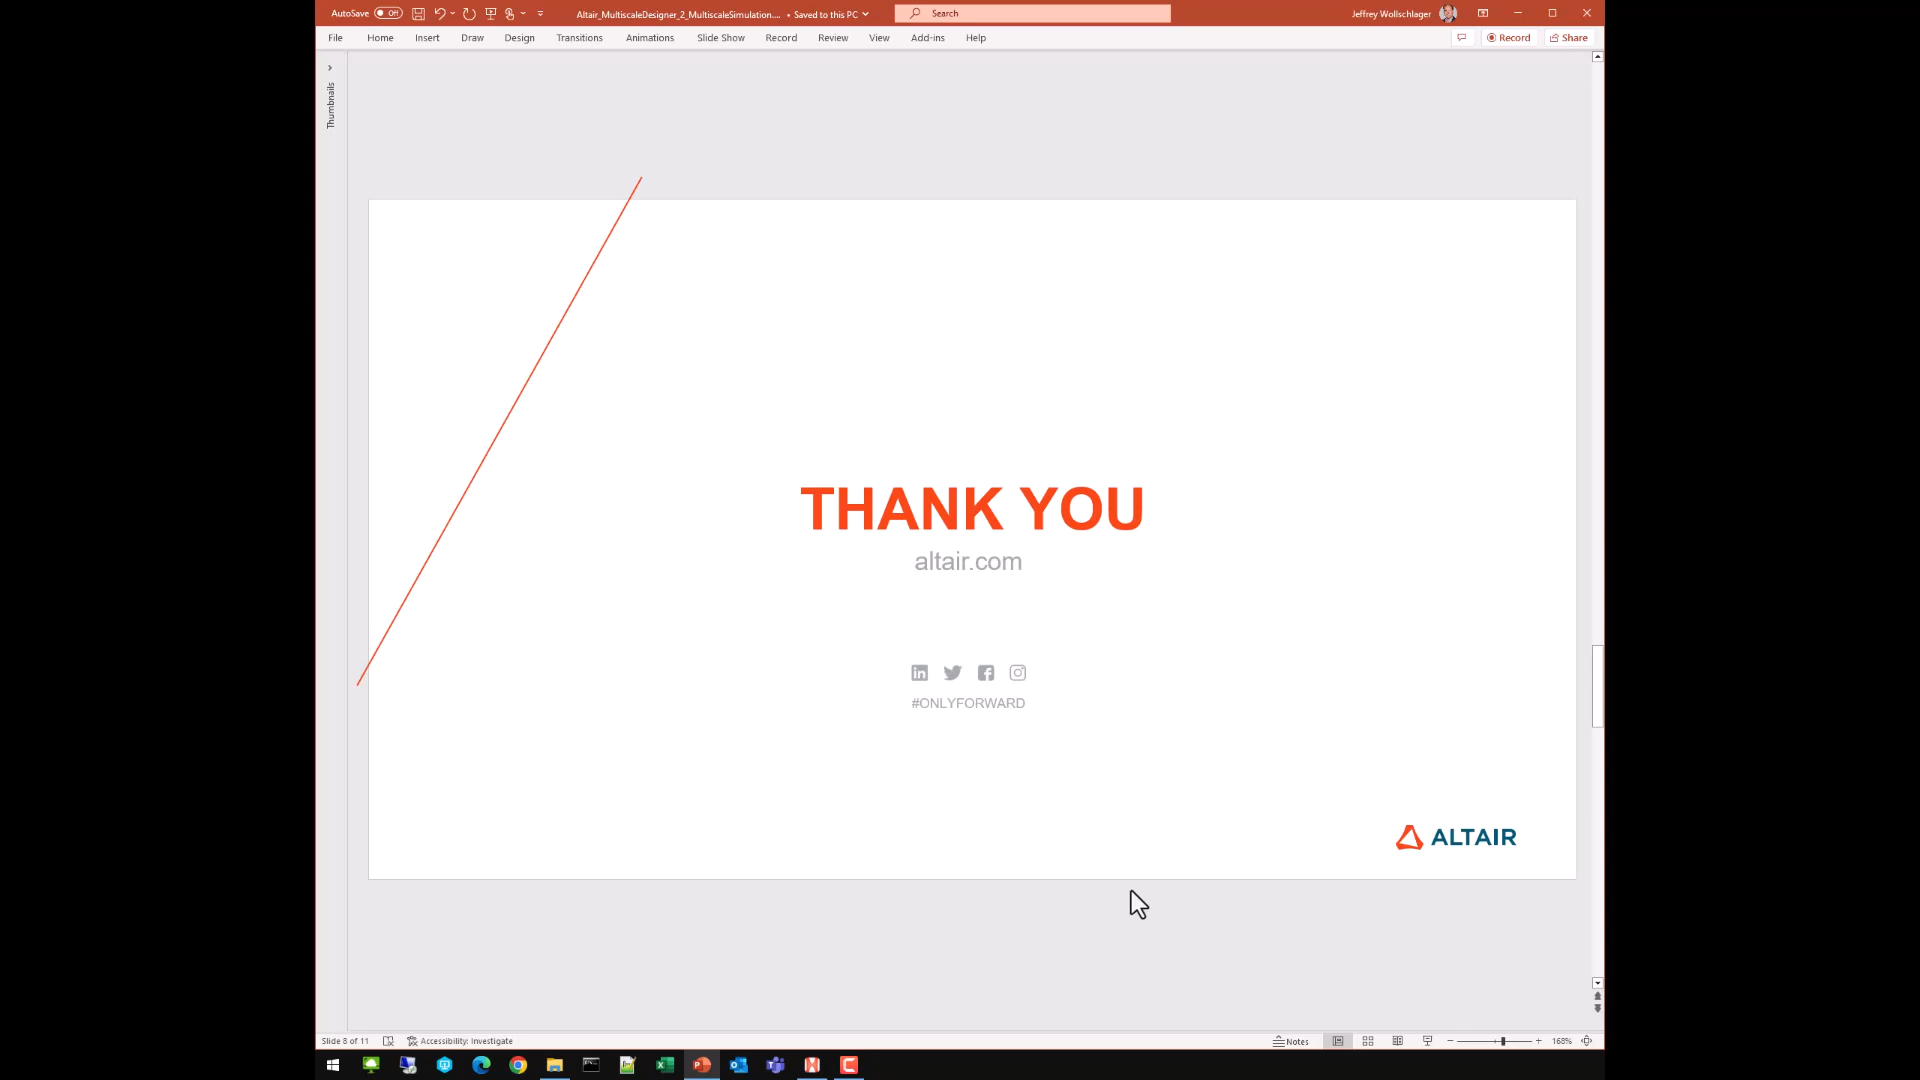 AutoSave Off Altair_MultiscaleDesigner_2_MultiscaleSimulation.... • Saved to this PC Search Jeffrey Wollschlager
File Home Insert Draw Design Transitions Animations Slide Show Record Review View Add-ins Help Record Share
Thumbnails
THANK YOU
altair.com
#ONLYFORWARD
ALTAIR
Slide 8 of 11 Accessibility: Investigate Notes 168%